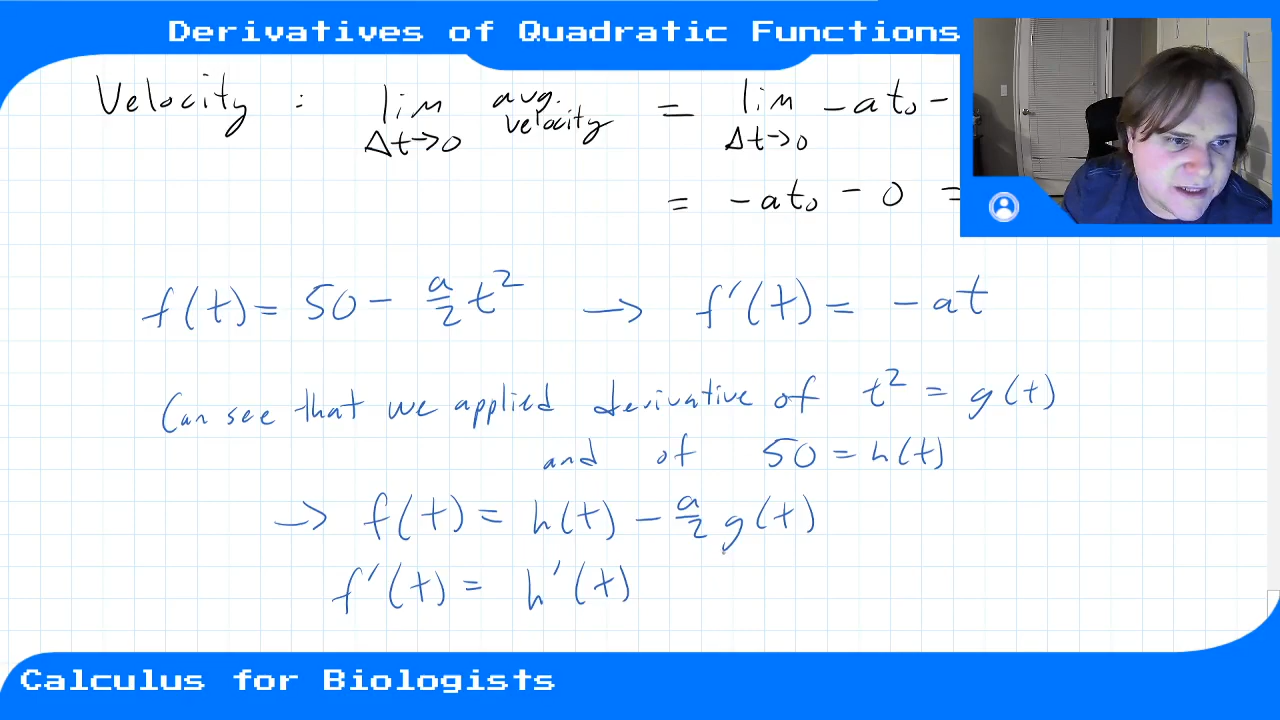 Derivatives of Quadratic Functions
Velocity : lim Δt→0 avg. velocity = lim Δt→0 -at₀ -
= -at₀ - 0 =
f(t) = 50 - a/2 t² → f'(t) = -at
Can see that we applied derivative of t² = g(t)
and of 50 = h(t)
→ f(t) = h(t) - a/2 g(t)
f'(t) = h'(t)
Calculus for Biologists